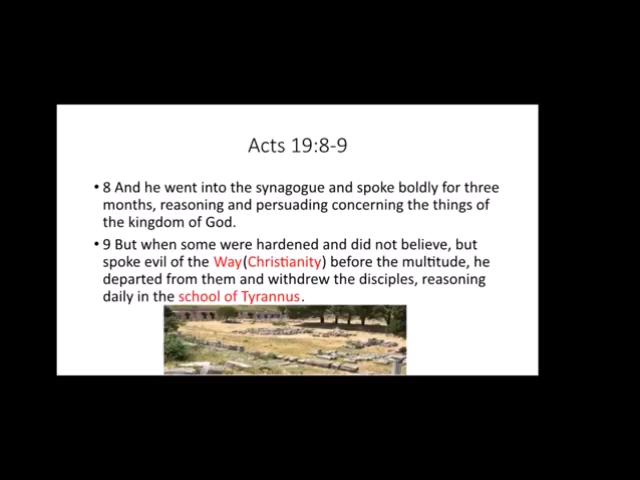 Acts 19:8-9
• 8 And he went into the synagogue and spoke boldly for three
months, reasoning and persuading concerning the things of
the kingdom of God.
• 9 But when some were hardened and did not believe, but
spoke evil of the Way(Christianity) before the multitude, he
departed from them and withdrew the disciples, reasoning
daily in the school of Tyrannus.